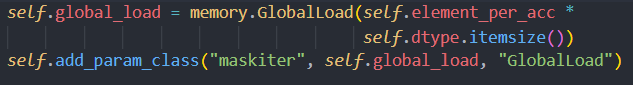 self.global_load = memory.GlobalLoad(self.element_per_acc *
self.dtype.itemsize())
self.add_param_class("maskiter", self.global_load, "GlobalLoad")